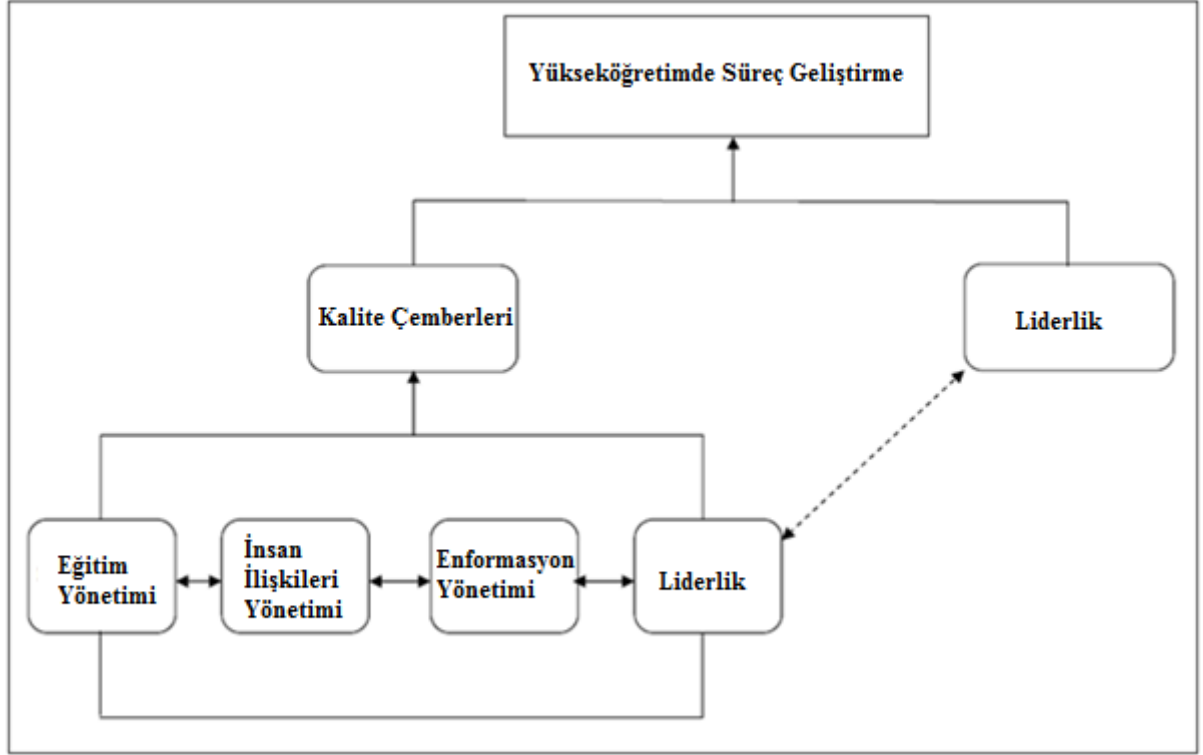 Yükseköğretimde Süreç Geliştirme
Kalite Çemberleri
Liderlik
Eğitim
Yönetimi
İnsan
İlişkileri
Yönetimi
Enformasyon
Yönetimi
Liderlik